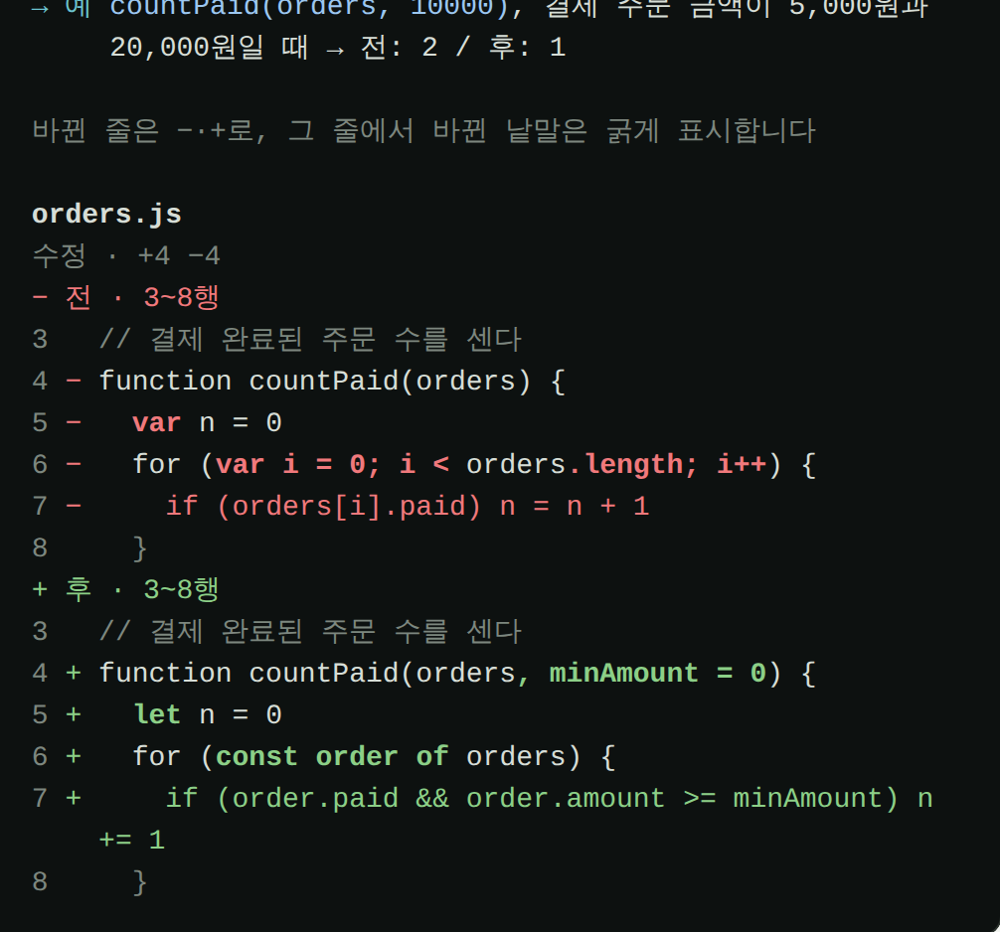 → 예 countPaid(orders, 10000), 결제 주문 금액이 5,000원과
20,000원일 때 → 전: 2 / 후: 1
바뀐 줄은 −·+로, 그 줄에서 바뀐 낱말은 굵게 표시합니다
orders.js
수정 · +4 −4
− 전 · 3~8행
3   // 결제 완료된 주문 수를 센다
4 − function countPaid(orders) {
5 −   var n = 0
6 −   for (var i = 0; i < orders.length; i++) {
7 −     if (orders[i].paid) n = n + 1
8     }
+ 후 · 3~8행
3   // 결제 완료된 주문 수를 센다
4 + function countPaid(orders, minAmount = 0) {
5 +   let n = 0
6 +   for (const order of orders) {
7 +     if (order.paid && order.amount >= minAmount) n
+= 1
8     }